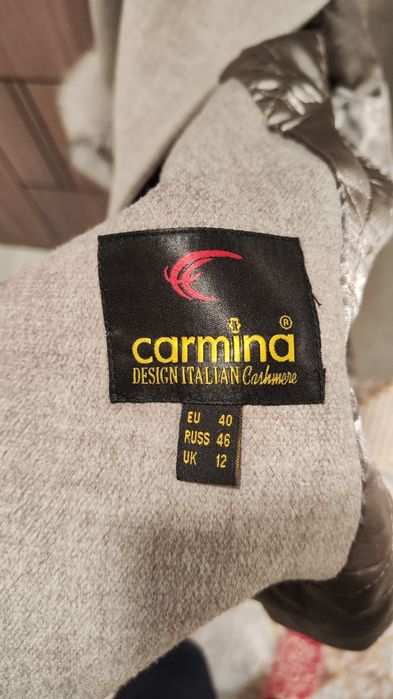 ®
carmina
DESIGN ITALIAN Cashmere
EU 40
RUSS 46
UK 12